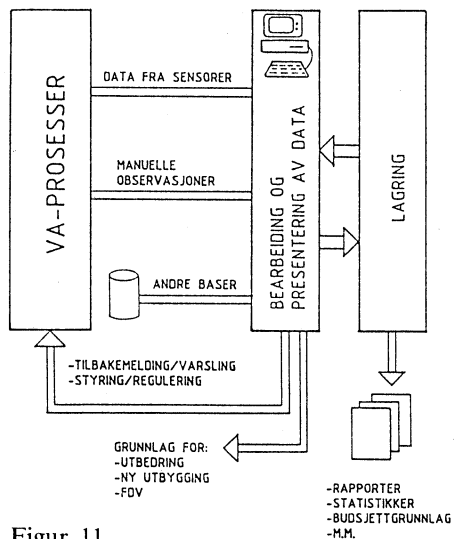 VA-PROSESSER
DATA FRA SENSORER
MANUELLE
OBSERVASJONER
ANDRE BASER
BEARBEIDING OG
PRESENTERING AV DATA
LAGRING
-TILBAKEMELDING/VARSLING
-STYRING/REGULERING
GRUNNLAG FOR:
-UTBEDRING
-NY UTBYGGING
-FDV
-RAPPORTER
-STATISTIKKER
-BUDSJETTGRUNNLAG
-M.M.
Figur 11